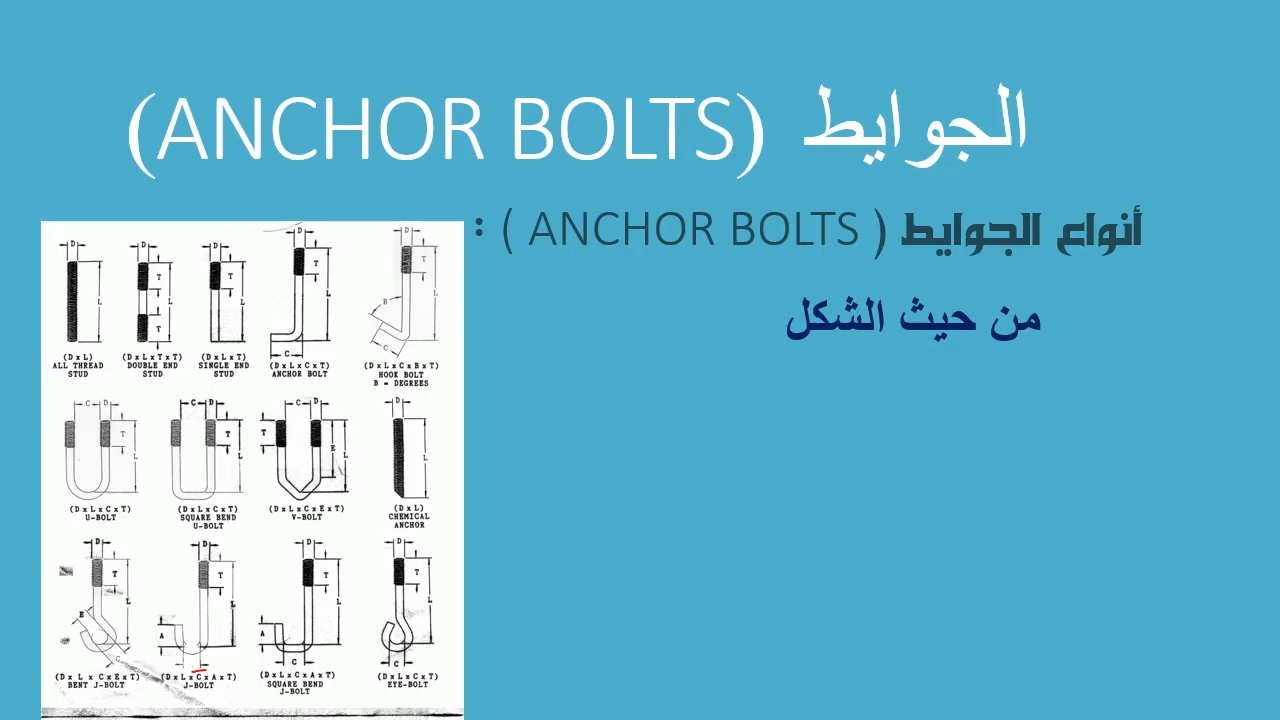 الجوايط (ANCHOR BOLTS)
أنواع الجوايط ( ANCHOR BOLTS ) :
من حيث الشكل
D D D D D
T T T T
L L L L L
T
B
C C
(D x L) (D x L x T x T) (D x L x T) (D x L x C x T) (D x L x C x B x T)
ALL THREAD DOUBLE END SINGLE END ANCHOR BOLT HOOK BOLT
STUD STUD STUD B = DEGREES
C D C D C D D
T T T
L L E L L
(D x L x C x T) (D x L x C x T) (D x L x C x E x T) (D x L)
U-BOLT SQUARE BEND V-BOLT CHEMICAL
U-BOLT ANCHOR
D D D D
T T T T
L L L L
E A A
C C C C
(D x L x C x E x T) (D x L x C x A x T) (D x L x C x A x T) (D x L x C x T)
BENT J-BOLT J-BOLT SQUARE BEND EYE-BOLT
J-BOLT